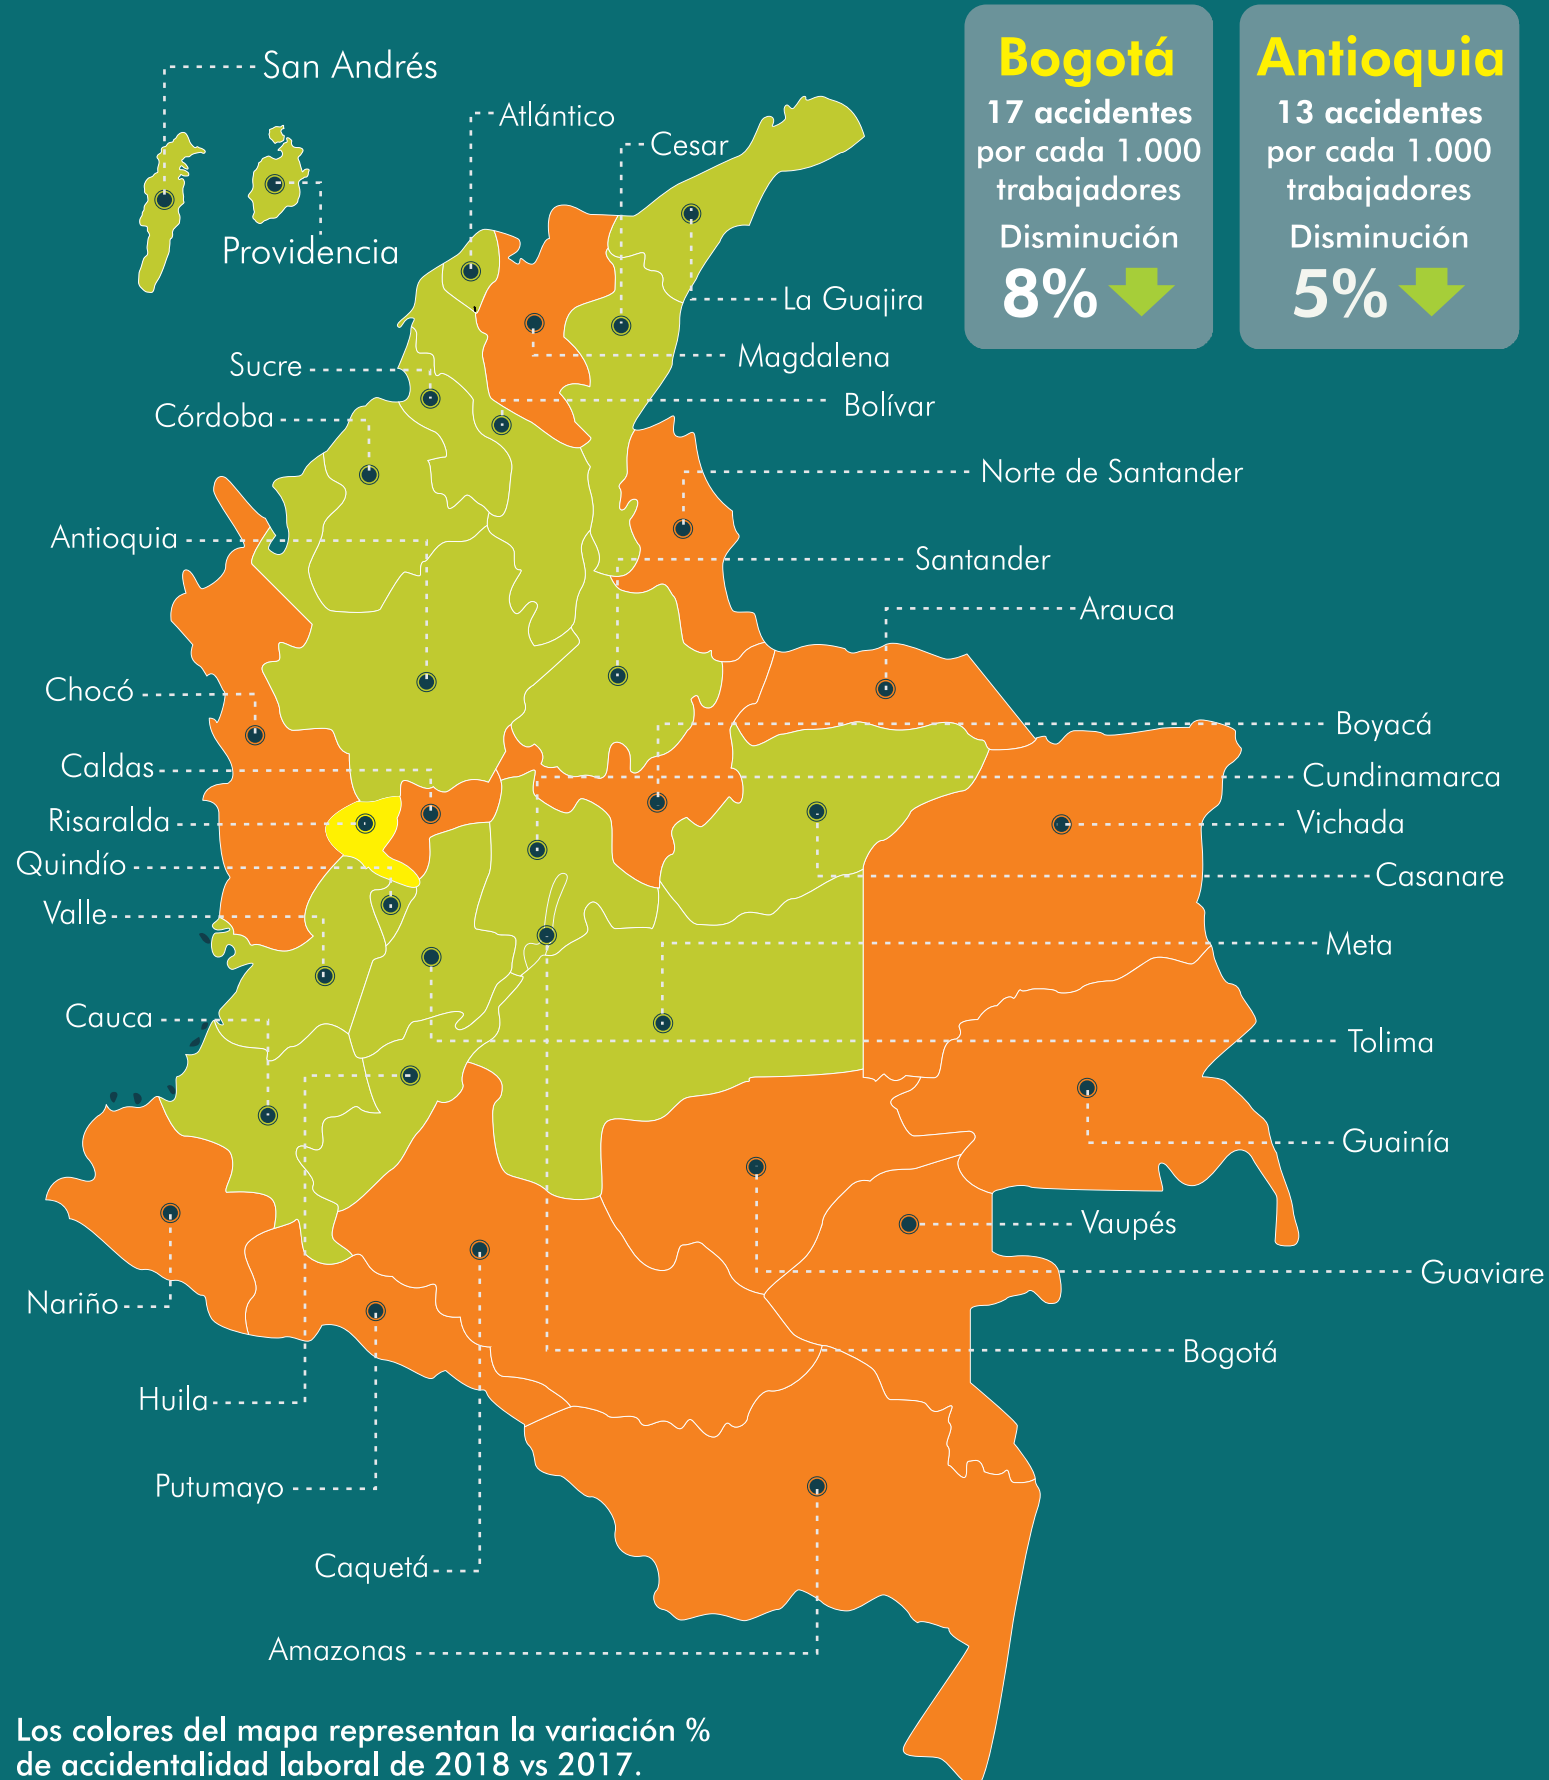 Bogotá
17 accidentes
por cada 1.000
trabajadores
Disminución
8%
Antioquia
13 accidentes
por cada 1.000
trabajadores
Disminución
5%
San Andrés
Providencia
Atlántico
Cesar
La Guajira
Magdalena
Sucre
Bolívar
Córdoba
Norte de Santander
Antioquia
Santander
Arauca
Chocó
Boyacá
Caldas
Cundinamarca
Risaralda
Vichada
Quindío
Casanare
Valle
Meta
Cauca
Tolima
Guainía
Vaupés
Guaviare
Nariño
Bogotá
Huila
Putumayo
Caquetá
Amazonas
Los colores del mapa representan la variación %
de accidentalidad laboral de 2018 vs 2017.